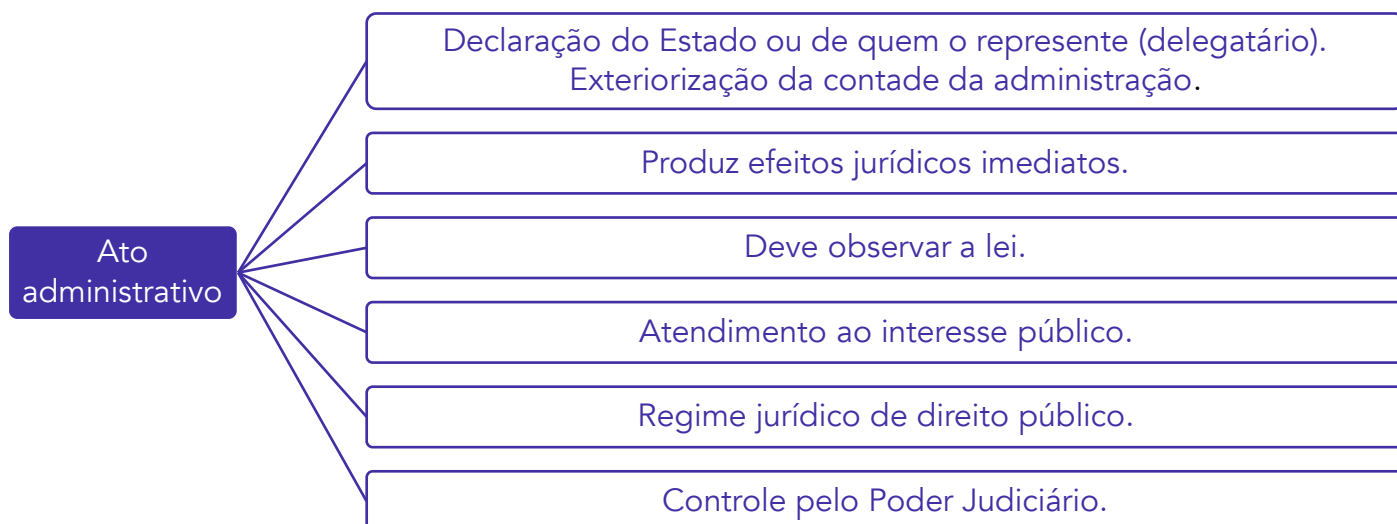 Declaração do Estado ou de quem o represente (delegatário).
Exteriorização da contade da administração.
Produz efeitos jurídicos imediatos.
Ato
administrativo
Deve observar a lei.
Atendimento ao interesse público.
Regime jurídico de direito público.
Controle pelo Poder Judiciário.